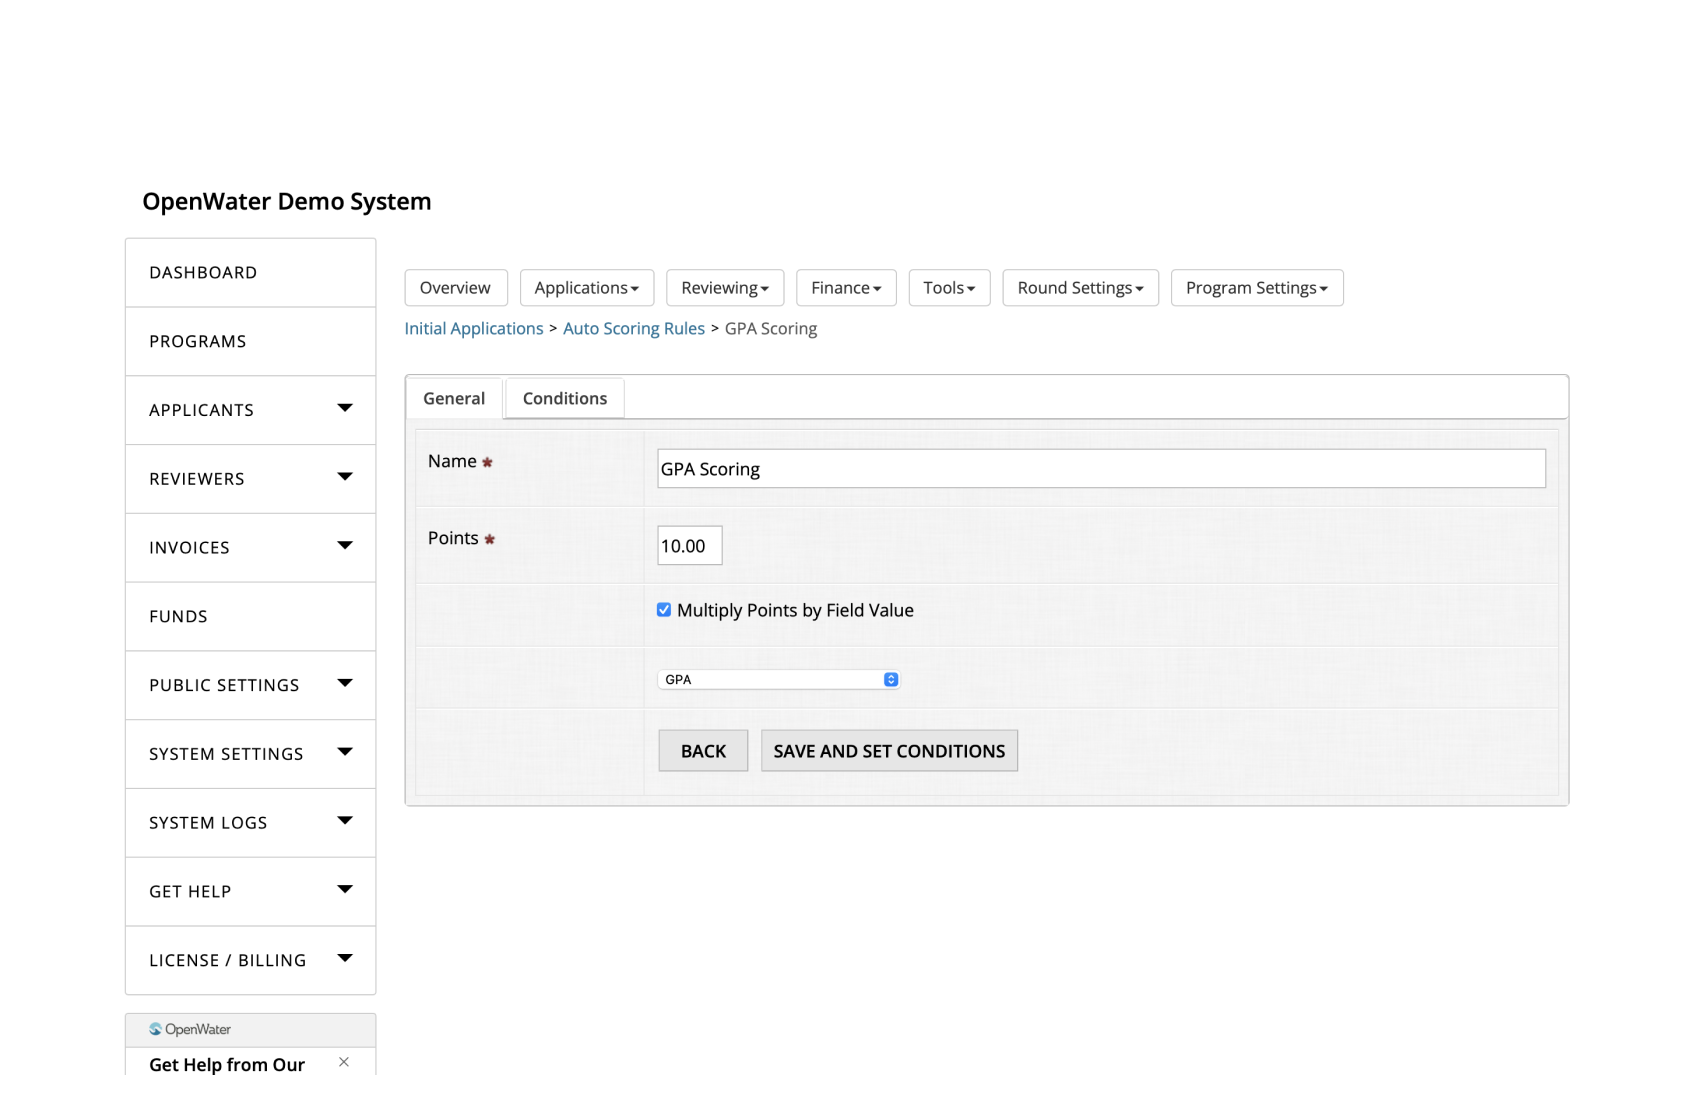 OpenWater Demo System
DASHBOARD
PROGRAMS
APPLICANTS
REVIEWERS
INVOICES
FUNDS
PUBLIC SETTINGS
SYSTEM SETTINGS
SYSTEM LOGS
GET HELP
LICENSE / BILLING
OpenWater
Get Help from Our
Overview Applications Reviewing Finance Tools Round Settings Program Settings
Initial Applications > Auto Scoring Rules > GPA Scoring
General Conditions
Name * GPA Scoring
Points * 10.00
Multiply Points by Field Value
GPA
BACK SAVE AND SET CONDITIONS